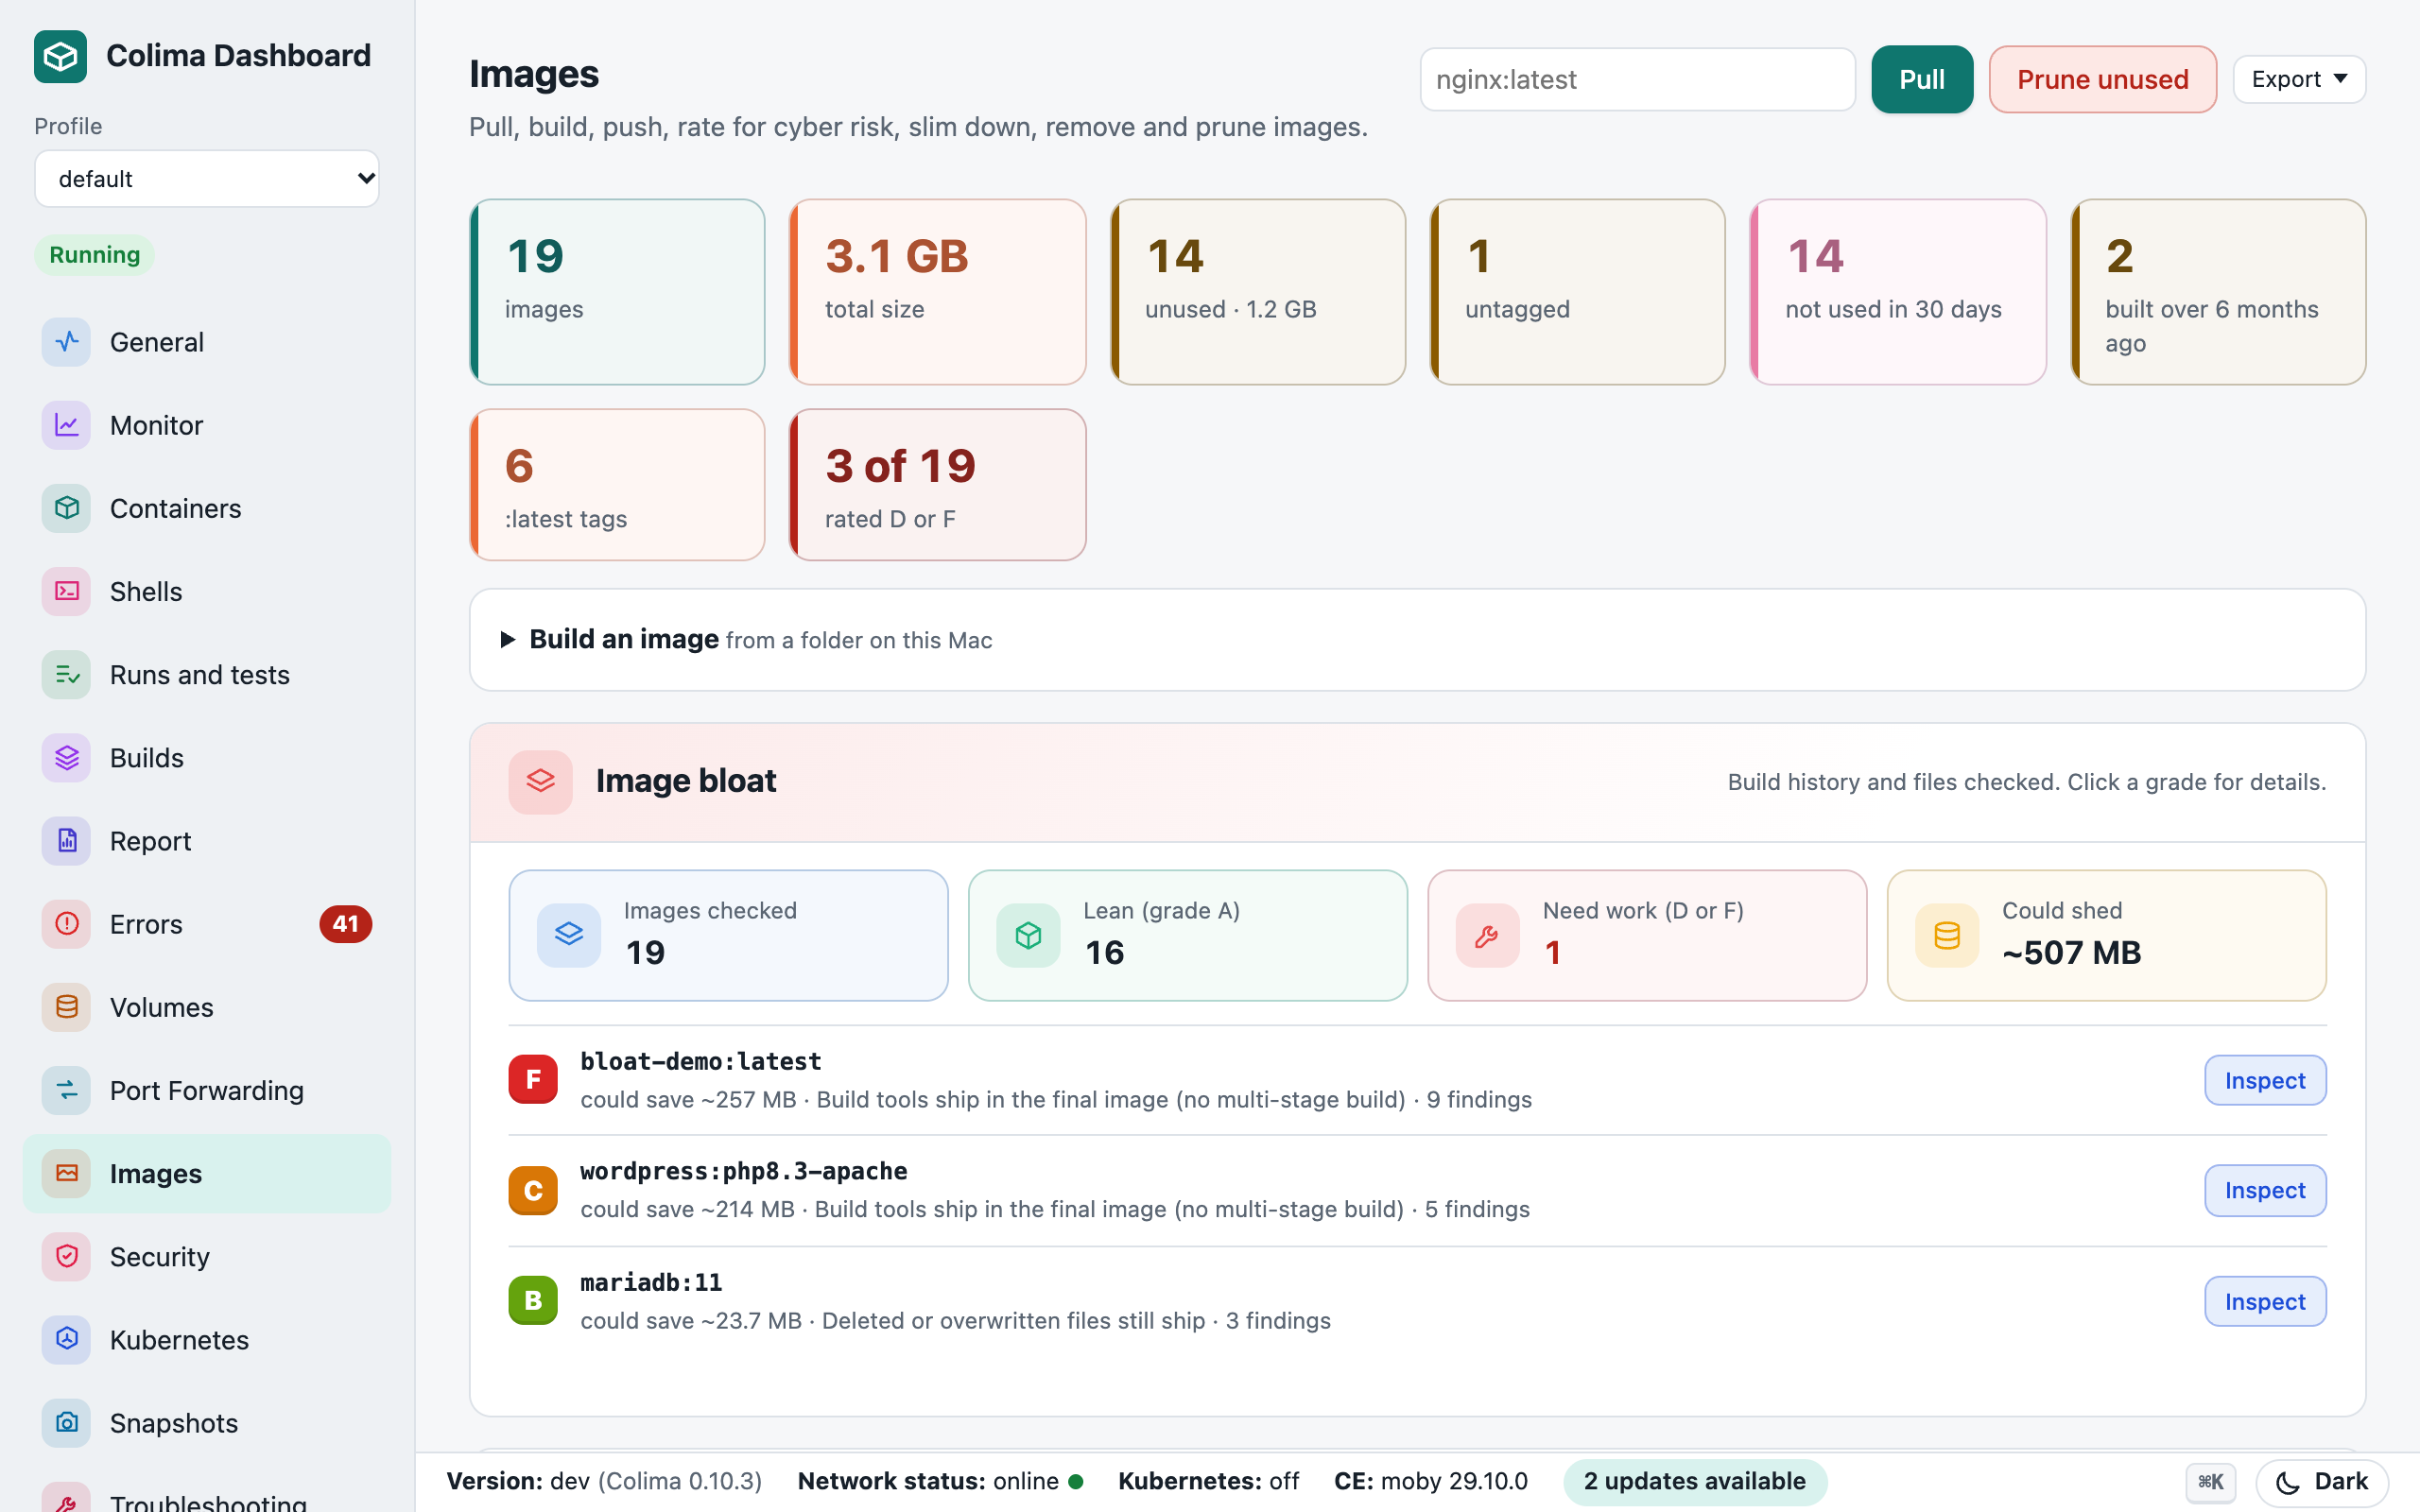 Colima Dashboard
Profile
default
Running
General
Monitor
Containers
Shells
Runs and tests
Builds
Report
Errors
41
Volumes
Port Forwarding
Images
Security
Kubernetes
Snapshots
Troubleshooting
Images
Pull, build, push, rate for cyber risk, slim down, remove and prune images.
nginx:latest
Pull
Prune unused
Export
19
images
3.1 GB
total size
14
unused · 1.2 GB
1
untagged
14
not used in 30 days
2
built over 6 months
ago
6
:latest tags
3 of 19
rated D or F
Build an image from a folder on this Mac
Image bloat
Build history and files checked. Click a grade for details.
Images checked
19
Lean (grade A)
16
Need work (D or F)
1
Could shed
~507 MB
F
bloat-demo:latest
could save ~257 MB · Build tools ship in the final image (no multi-stage build) · 9 findings
Inspect
C
wordpress:php8.3-apache
could save ~214 MB · Build tools ship in the final image (no multi-stage build) · 5 findings
Inspect
B
mariadb:11
could save ~23.7 MB · Deleted or overwritten files still ship · 3 findings
Inspect
Version: dev (Colima 0.10.3)
Network status: online
Kubernetes: off
CE: moby 29.10.0
2 updates available
⌘K
Dark